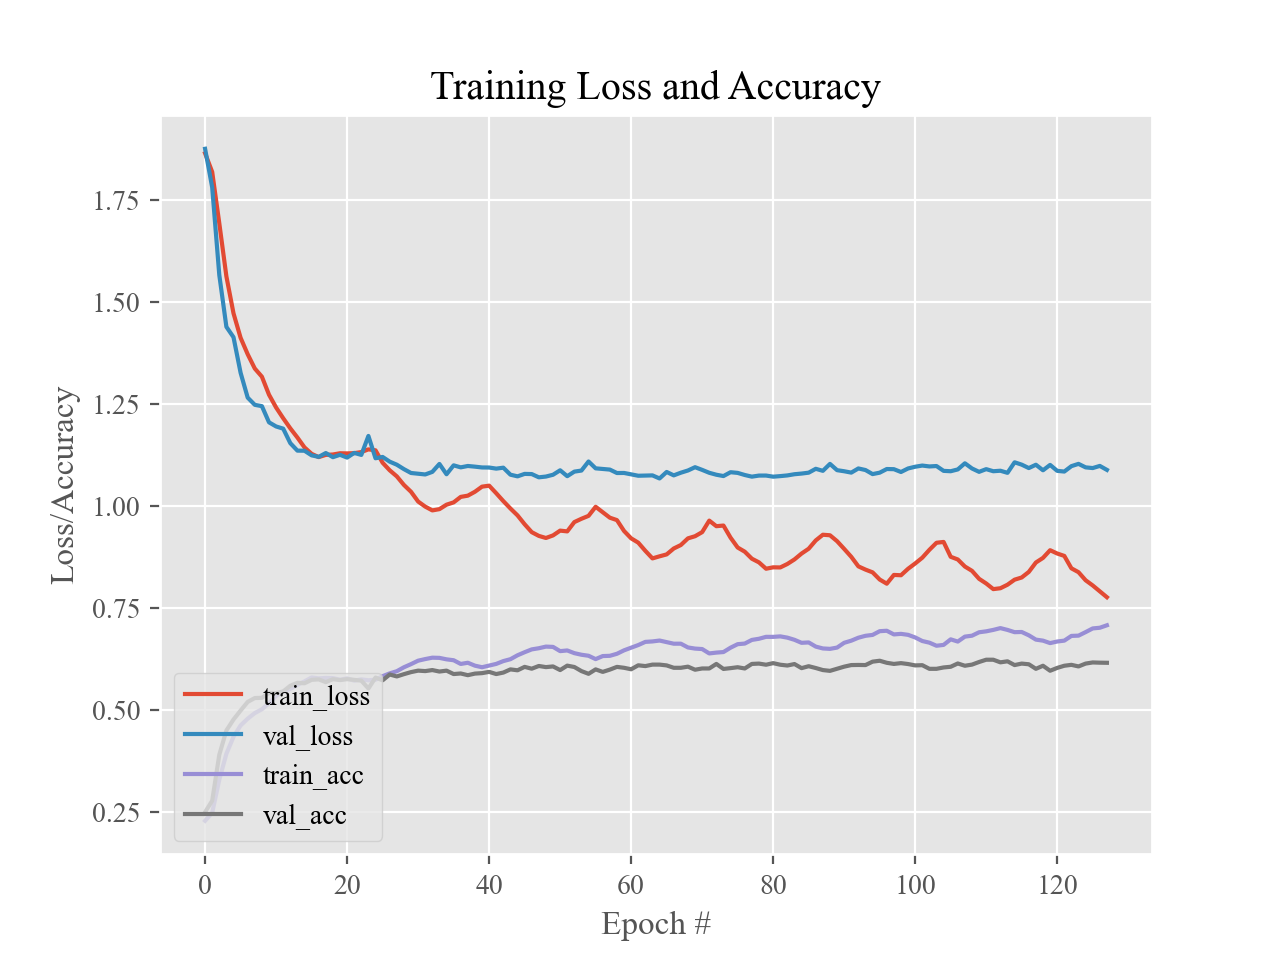 Training Loss and Accuracy
Loss/Accuracy
1.75
1.50
1.25
1.00
0.75
0.50
0.25
train_loss
val_loss
train_acc
val_acc
0 20 40 60 80 100 120
Epoch #